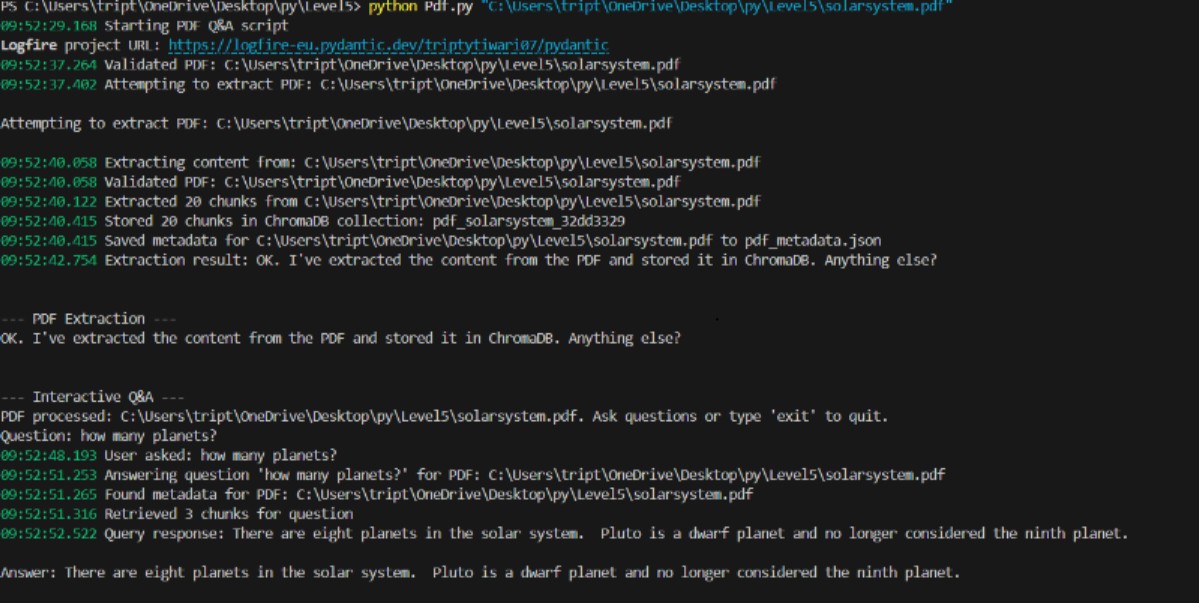 PS C:\Users\tript\OneDrive\Desktop\py\Level5> python Pdf.py "C:\Users\tript\OneDrive\Desktop\py\Level5\solarsystem.pdf"
09:52:29.168 Starting PDF Q&A script
Logfire project URL: https://logfire-eu.pydantic.dev/triptytiwari07/pydantic
09:52:37.264 Validated PDF: C:\Users\tript\OneDrive\Desktop\py\Level5\solarsystem.pdf
09:52:37.402 Attempting to extract PDF: C:\Users\tript\OneDrive\Desktop\py\Level5\solarsystem.pdf
Attempting to extract PDF: C:\Users\tript\OneDrive\Desktop\py\Level5\solarsystem.pdf
09:52:40.058 Extracting content from: C:\Users\tript\OneDrive\Desktop\py\Level5\solarsystem.pdf
09:52:40.058 Validated PDF: C:\Users\tript\OneDrive\Desktop\py\Level5\solarsystem.pdf
09:52:40.122 Extracted 20 chunks from C:\Users\tript\OneDrive\Desktop\py\Level5\solarsystem.pdf
09:52:40.415 Stored 20 chunks in ChromaDB collection: pdf_solarsystem_32dd3329
09:52:40.415 Saved metadata for C:\Users\tript\OneDrive\Desktop\py\Level5\solarsystem.pdf to pdf_metadata.json
09:52:42.754 Extraction result: OK. I've extracted the content from the PDF and stored it in ChromaDB. Anything else?
--- PDF Extraction ---
OK. I've extracted the content from the PDF and stored it in ChromaDB. Anything else?
--- Interactive Q&A ---
PDF processed: C:\Users\tript\OneDrive\Desktop\py\Level5\solarsystem.pdf. Ask questions or type 'exit' to quit.
Question: how many planets?
09:52:48.193 User asked: how many planets?
09:52:51.253 Answering question 'how many planets?' for PDF: C:\Users\tript\OneDrive\Desktop\py\Level5\solarsystem.pdf
09:52:51.265 Found metadata for PDF: C:\Users\tript\OneDrive\Desktop\py\Level5\solarsystem.pdf
09:52:51.316 Retrieved 3 chunks for question
09:52:52.522 Query response: There are eight planets in the solar system.  Pluto is a dwarf planet and no longer considered the ninth planet.
Answer: There are eight planets in the solar system.  Pluto is a dwarf planet and no longer considered the ninth planet.